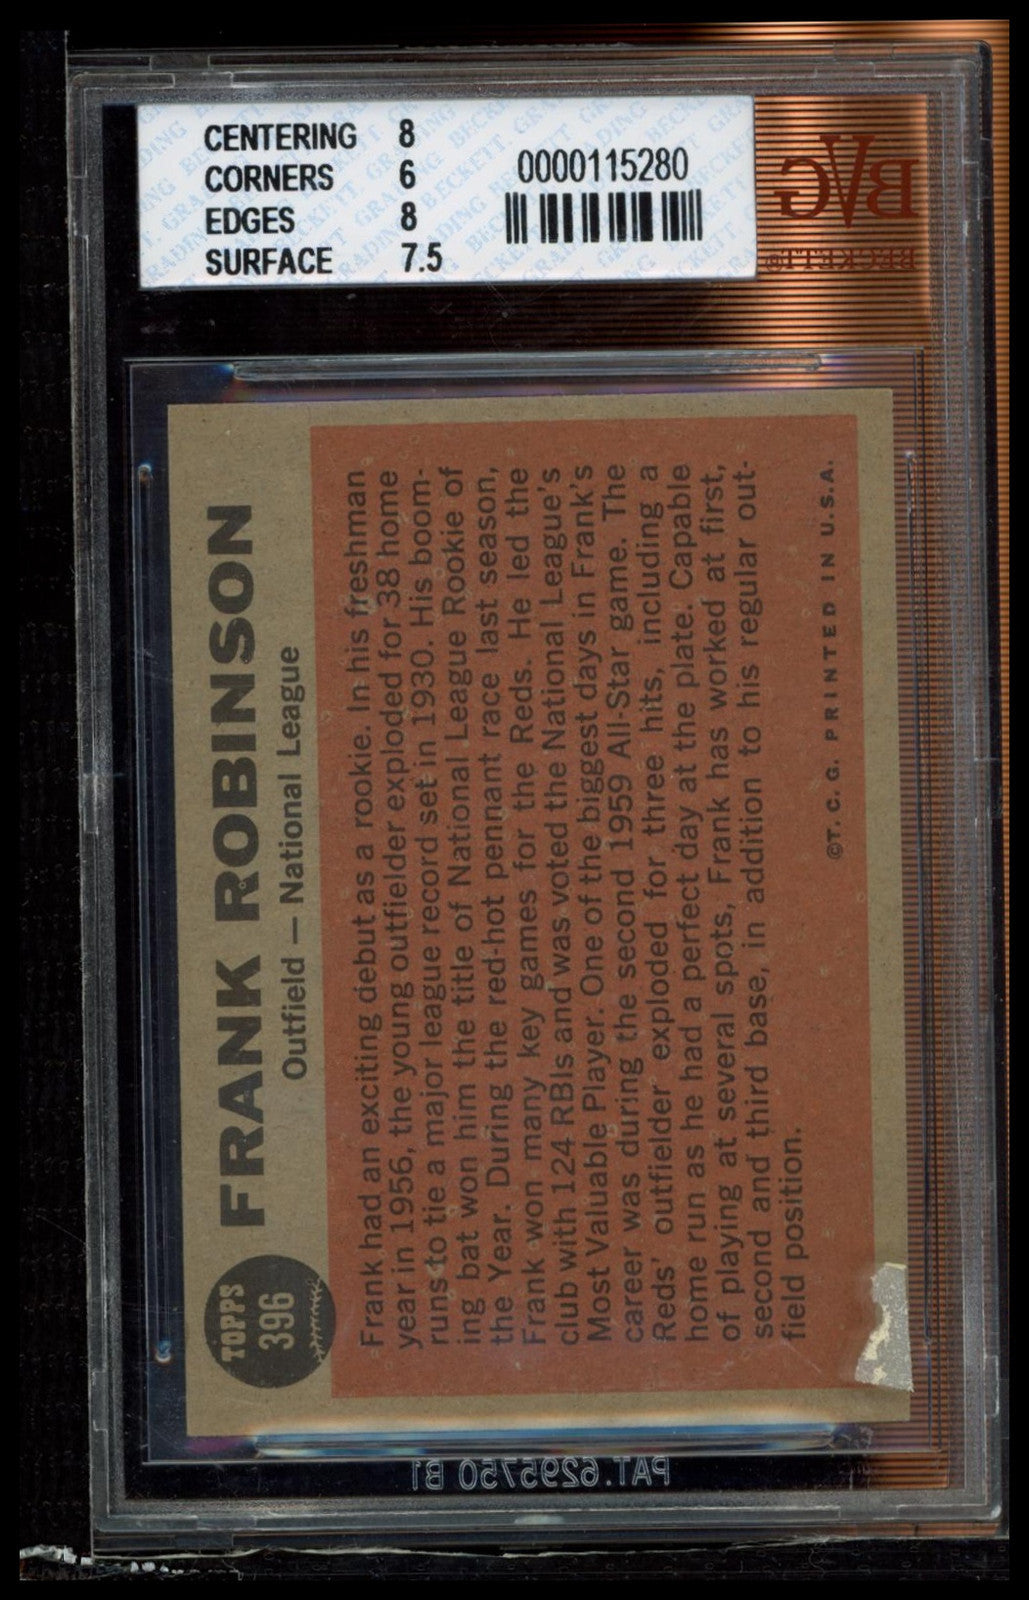 CENTERING 8
CORNERS 6
EDGES 8
SURFACE 7.5
0000115280
BVG
BECKETT®
TOPPS
396
FRANK ROBINSON
Outfield — National League
Frank had an exciting debut as a rookie. In his freshman
year in 1956, the young outfielder exploded for 38 home
runs to tie a major league record set in 1930. His boom-
ing bat won him the title of National League Rookie of
the Year. During the red-hot pennant race last season,
Frank won many key games for the Reds. He led the
club with 124 RBIs and was voted the National League's
Most Valuable Player. One of the biggest days in Frank's
career was during the second 1959 All-Star game. The
Reds' outfielder exploded for three hits, including a
home run as he had a perfect day at the plate. Capable
of playing at several spots, Frank has worked at first,
second and third base, in addition to his regular out-
field position.
©T. C. G. PRINTED IN U.S.A.
PAT.6295750 B1